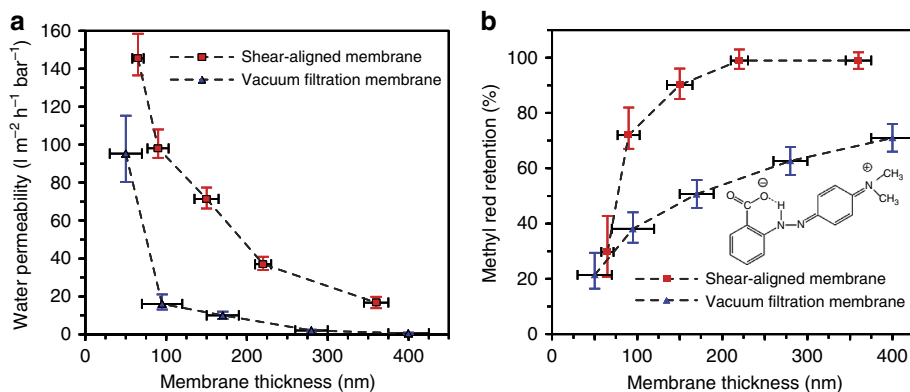 a
160
140
120
100
80
60
40
20
0
Water permeability (l m⁻² h⁻¹ bar⁻¹)
Shear-aligned membrane
Vacuum filtration membrane
0 100 200 300 400
Membrane thickness (nm)
b
120
100
80
60
40
20
0
Methyl red retention (%)
⊖ ⊕
O O H
N N
N CH₃
CH₃
Shear-aligned membrane
Vacuum filtration membrane
0 100 200 300 400
Membrane thickness (nm)